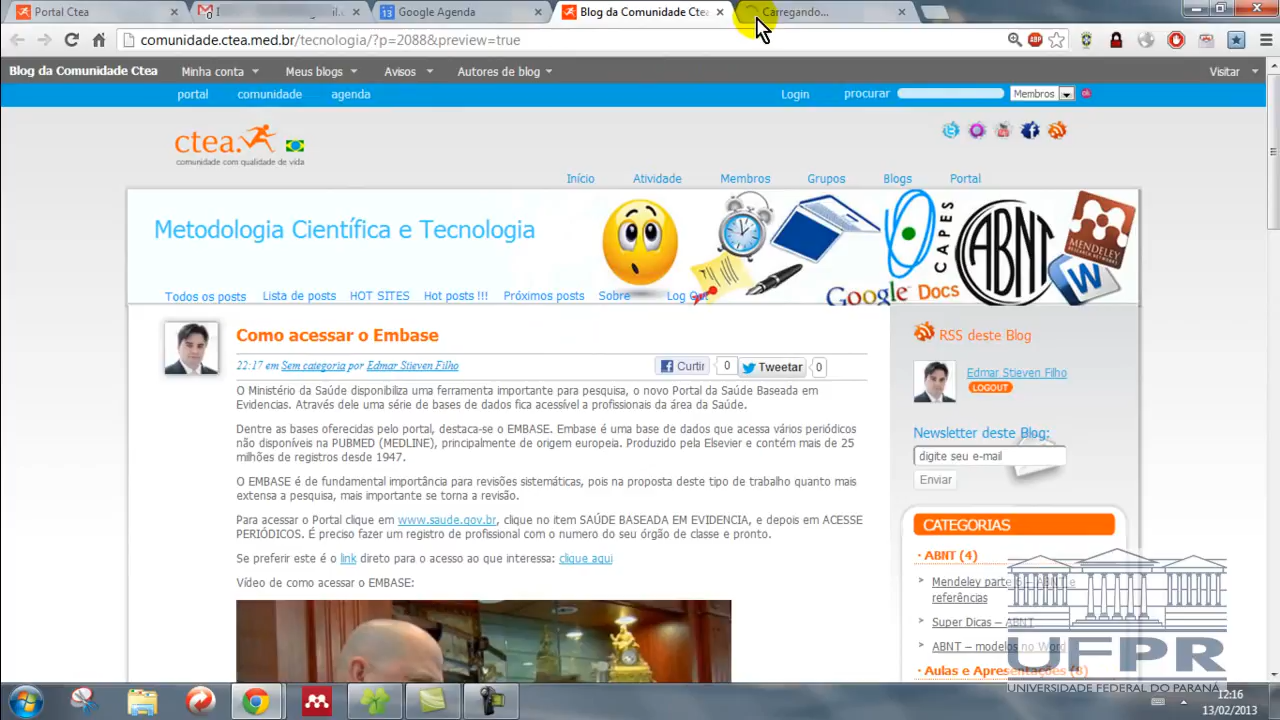 Portal Ctea
Google Agenda
Blog da Comunidade Cte
Carregando...
comunidade.ctea.med.br/tecnologia/?p=2088&preview=true
Blog da Comunidade Ctea
Minha conta
Meus blogs
Avisos
Autores de blog
Visitar
portal
comunidade
agenda
Login
procurar
Membros
ok
ctea.
comunidade com qualidade de vida
Início
Atividade
Membros
Grupos
Blogs
Portal
Metodologia Científica e Tecnologia
CAPES
ABNT
MENDELEY
Google Docs
W
Todos os posts
Lista de posts
HOT SITES
Hot posts !!!
Próximos posts
Sobre
Log Out
Como acessar o Embase
22:17 em Sem categoria por Edmar Stieven Filho
Curtir
0
Tweetar
0
O Ministério da Saúde disponibiliza uma ferramenta importante para pesquisa, o novo Portal da Saúde Baseada em
Evidencias. Através dele uma série de bases de dados fica acessível a profissionais da área da Saúde.
Dentre as bases oferecidas pelo portal, destaca-se o EMBASE. Embase é uma base de dados que acessa vários periódicos
não disponíveis na PUBMED (MEDLINE), principalmente de origem europeia. Produzido pela Elsevier e contém mais de 25
milhões de registros desde 1947.
O EMBASE é de fundamental importância para revisões sistemáticas, pois na proposta deste tipo de trabalho quanto mais
extensa a pesquisa, mais importante se torna a revisão.
Para acessar o Portal clique em www.saude.gov.br, clique no item SAÚDE BASEADA EM EVIDENCIA, e depois em ACESSE
PERIÓDICOS. É preciso fazer um registro de profissional com o numero do seu órgão de classe e pronto.
Se preferir este é o link direto para o acesso ao que interessa: clique aqui
Vídeo de como acessar o EMBASE:
RSS deste Blog
Edmar Stieven Filho
LOGOUT
Newsletter deste Blog:
digite seu e-mail
Enviar
CATEGORIAS
ABNT (4)
Mendeley parte
referências
Super Dicas – ABNT
ABNT – modelos no Word
Aulas e Apresentações
UFPR
UNIVERSIDADE FEDERAL DO PARANÁ
12:16
13/02/2013